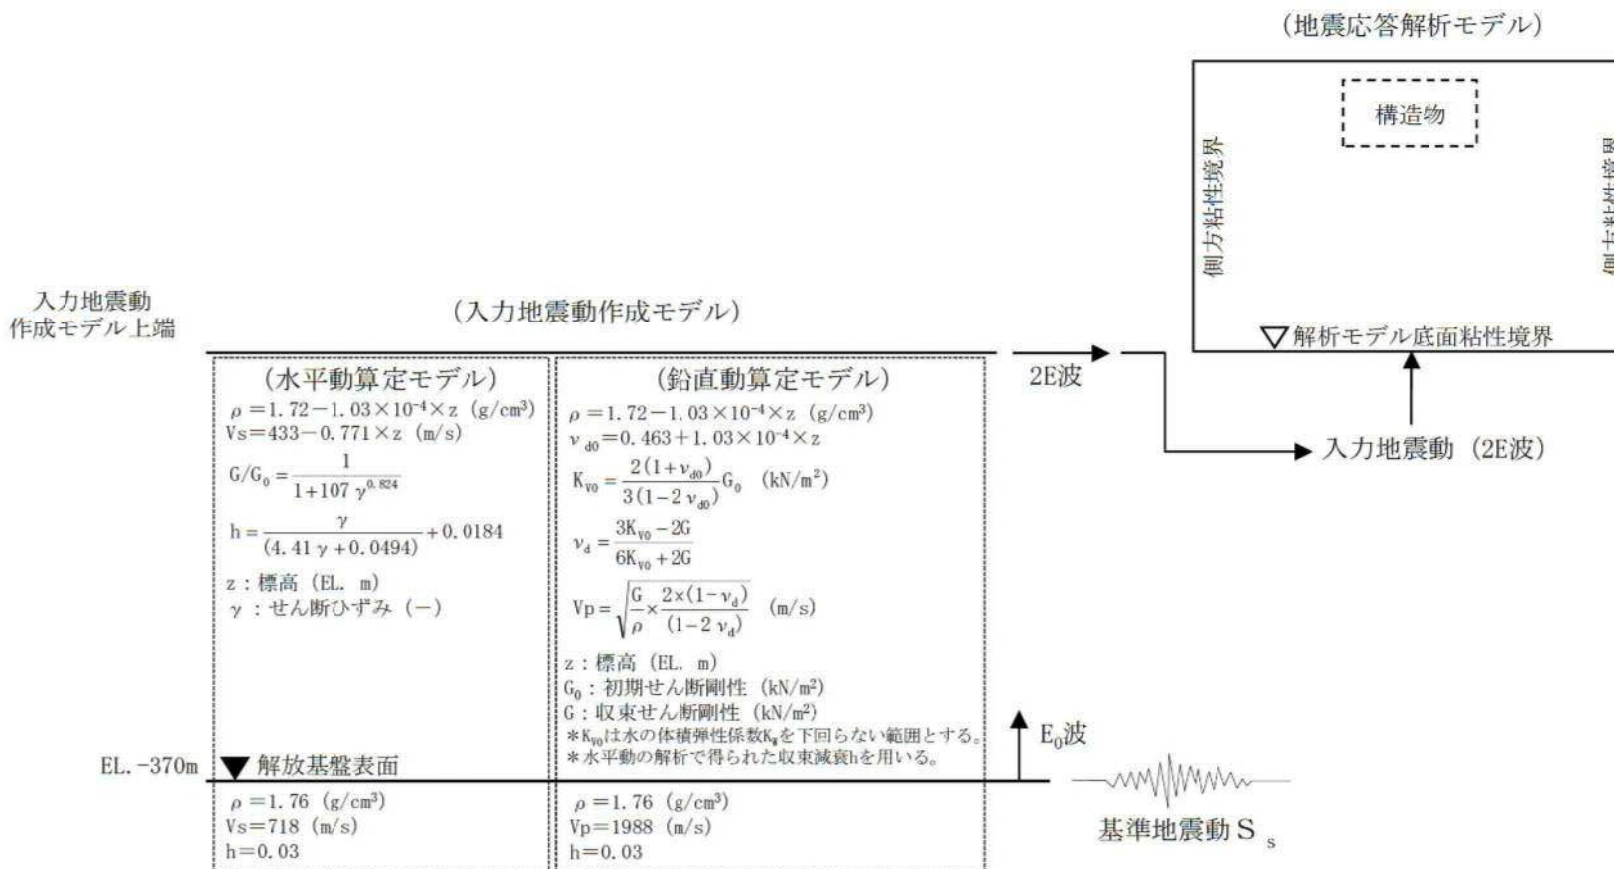 (地震応答解析モデル)
構造物
側方粘性境界
側方粘性境界
▽解析モデル底面粘性境界
入力地震動
作成モデル上端
(入力地震動作成モデル)
2E波
入力地震動 (2E波)
(水平動算定モデル)
ρ=1.72-1.03×10⁻⁴×z (g/cm³)
Vs=433-0.771×z (m/s)
G/G₀=1/(1+107γ^0.824)
h=γ/(4.41γ+0.0494)+0.0184
z:標高 (EL. m)
γ:せん断ひずみ (-)
(鉛直動算定モデル)
ρ=1.72-1.03×10⁻⁴×z (g/cm³)
ν_d0=0.463+1.03×10⁻⁴×z
K_V0=2(1+ν_d0)/3(1-2ν_d0) G₀ (kN/m²)
ν_d=(3K_V0-2G)/(6K_V0+2G)
Vp=√(G/ρ×2×(1-ν_d)/(1-2ν_d)) (m/s)
z:標高 (EL. m)
G₀:初期せん断剛性 (kN/m²)
G:収束せん断剛性 (kN/m²)
*K_V0は水の体積弾性係数K_Wを下回らない範囲とする。
*水平動の解析で得られた収束減衰hを用いる。
E₀波
EL.-370m ▼ 解放基盤表面
ρ=1.76 (g/cm³)
Vs=718 (m/s)
h=0.03
ρ=1.76 (g/cm³)
Vp=1988 (m/s)
h=0.03
基準地震動Ss